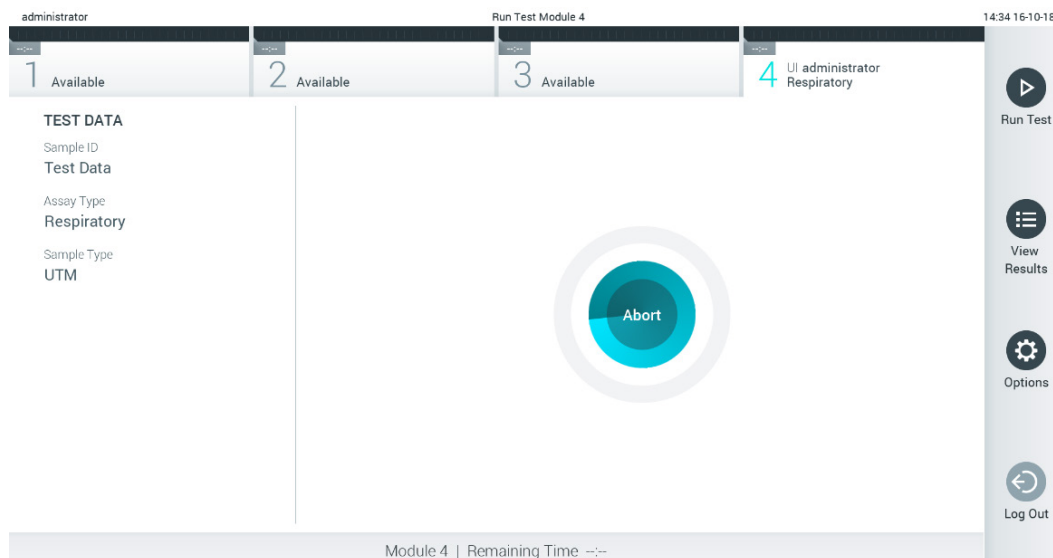 administrator
Run Test Module 4
14:34 16-10-18
--:--
1 Available
--:--
2 Available
--:--
3 Available
--:--
4 UI administrator
Respiratory
TEST DATA
Sample ID
Test Data
Assay Type
Respiratory
Sample Type
UTM
Abort
Run Test
View
Results
Options
Log Out
Module 4 | Remaining Time --:--